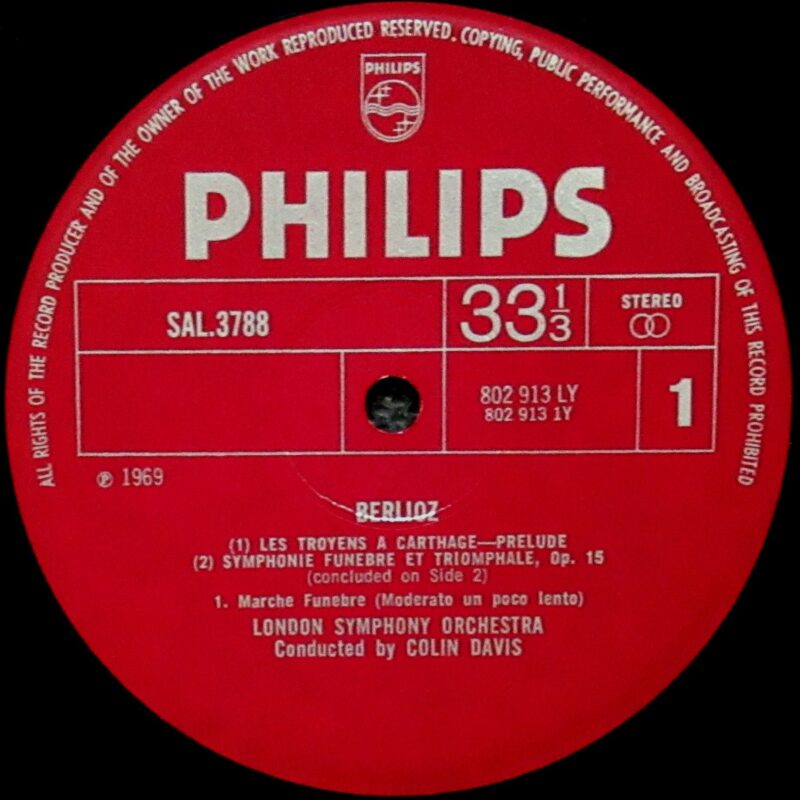 ALL RIGHTS OF THE RECORD PRODUCER AND OF THE OWNER OF THE WORK REPRODUCED RESERVED. COPYING, PUBLIC PERFORMANCE AND BROADCASTING OF THIS RECORD PROHIBITED
PHILIPS
PHILIPS
SAL.3788
33 1/3
STEREO
802 913 LY
802 913 1Y
1
℗ 1969
BERLIOZ
(1) LES TROYENS A CARTHAGE—PRELUDE
(2) SYMPHONIE FUNEBRE ET TRIOMPHALE, Op. 15
(concluded on Side 2)
1. Marche Funebre (Moderato un poco lento)
LONDON SYMPHONY ORCHESTRA
Conducted by COLIN DAVIS